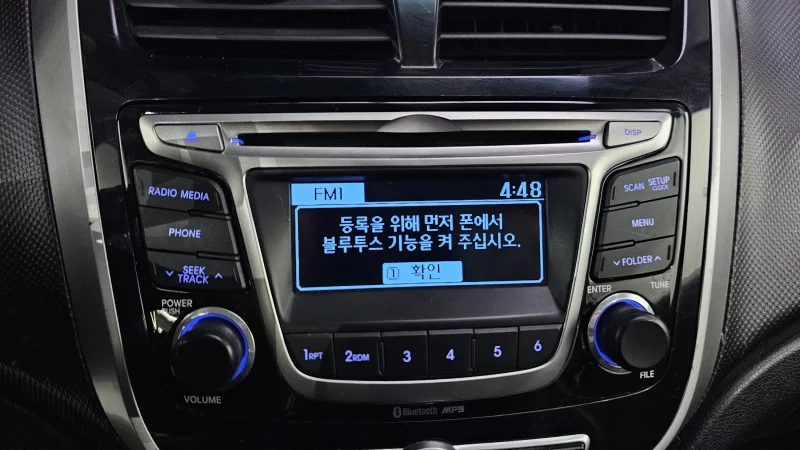 DISP
RADIO MEDIA
PHONE
SEEK
TRACK
POWER
PUSH
VOLUME
FM1 4:48
등록을 위해 먼저 폰에서
블루투스 기능을 켜 주십시오.
1 확인
SCAN SETUP
CLOCK
MENU
FOLDER
ENTER TUNE
FILE
1RPT 2RDM 3 4 5 6
Bluetooth MP3